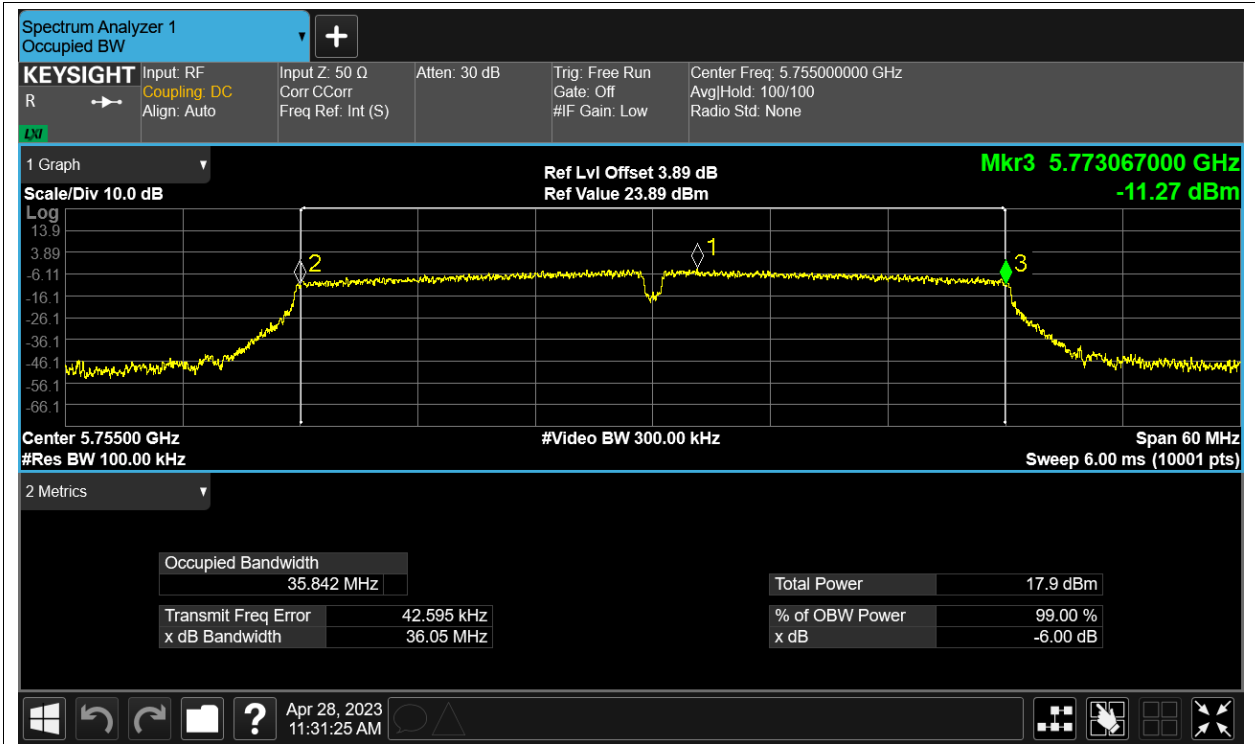 Spectrum Analyzer 1
Occupied BW
+
KEYSIGHT
R
LXI
Input: RF
Coupling: DC
Align: Auto
Input Z: 50 Ω
Corr CCorr
Freq Ref: Int (S)
Atten: 30 dB
Trig: Free Run
Gate: Off
#IF Gain: Low
Center Freq: 5.755000000 GHz
Avg|Hold: 100/100
Radio Std: None
1 Graph
Scale/Div 10.0 dB
Ref Lvl Offset 3.89 dB
Ref Value 23.89 dBm
Mkr3 5.773067000 GHz
-11.27 dBm
Log
13.9
3.89
-6.11
-16.1
-26.1
-36.1
-46.1
-56.1
-66.1
2
1
3
Center 5.75500 GHz
#Res BW 100.00 kHz
#Video BW 300.00 kHz
Span 60 MHz
Sweep 6.00 ms (10001 pts)
2 Metrics
Occupied Bandwidth
35.842 MHz
Transmit Freq Error 42.595 kHz
x dB Bandwidth 36.05 MHz
Total Power 17.9 dBm
% of OBW Power 99.00 %
x dB -6.00 dB
?
Apr 28, 2023
11:31:25 AM